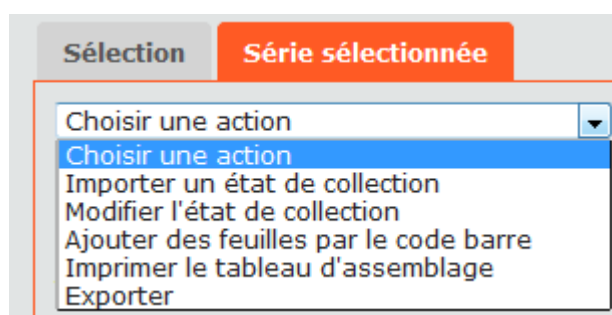 Sélection Série sélectionnée
Choisir une action
Choisir une action
Importer un état de collection
Modifier l'état de collection
Ajouter des feuilles par le code barre
Imprimer le tableau d'assemblage
Exporter